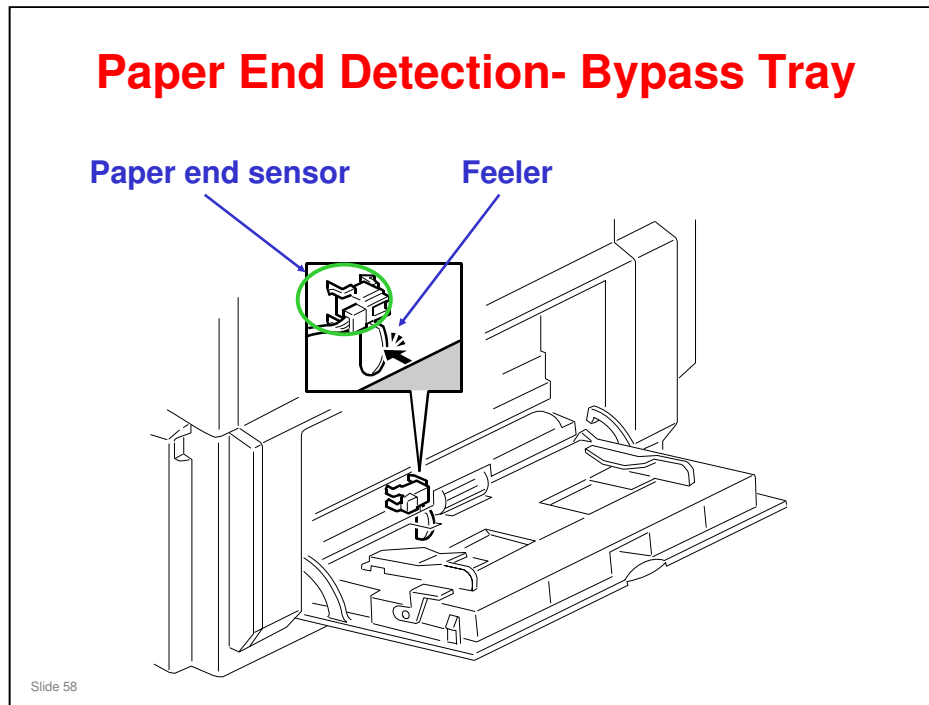 Paper End Detection- Bypass Tray
Paper end sensor
Feeler
Slide 58